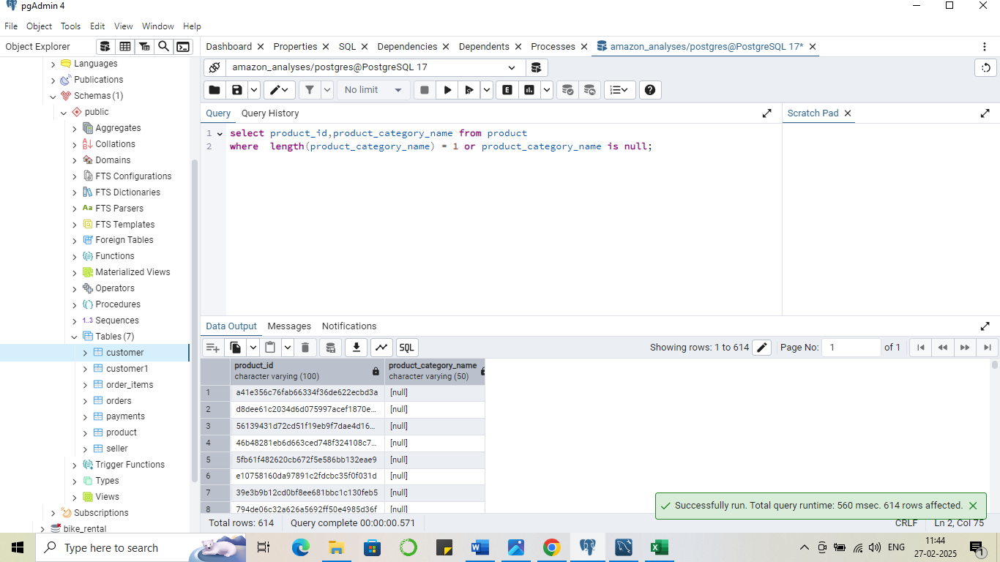 pgAdmin 4
File Object Tools Edit View Window Help
Object Explorer
Dashboard Properties SQL Dependencies Dependents Processes amazon_analyses/postgres@PostgreSQL 17*
Languages
Publications
Schemas (1)
public
Aggregates
Collations
Domains
FTS Configurations
FTS Dictionaries
Aa FTS Parsers
FTS Templates
Foreign Tables
Functions
Materialized Views
Operators
Procedures
1..3 Sequences
Tables (7)
customer
customer1
order_items
orders
payments
product
seller
Trigger Functions
Types
Views
Subscriptions
bike_rental
amazon_analyses/postgres@PostgreSQL 17
No limit
E
Query Query History
Scratch Pad
1 select product_id,product_category_name from product
2 where  length(product_category_name) = 1 or product_category_name is null;
Data Output Messages Notifications
SQL
Showing rows: 1 to 614 Page No: 1 of 1
product_id product_category_name
character varying (100) character varying (50)
1 a41e356c76fab66334f36de622ecbd3a [null]
2 d8dee61c2034d6d075997acef1870e... [null]
3 56139431d72cd51f19eb9f7dae4d16... [null]
4 46b48281eb6d663ced748f324108c7... [null]
5 5fb61f482620cb672f5e586bb132eae9 [null]
6 e10758160da97891c2fdcbc35f0f031d [null]
7 39e3b9b12cd0bf8ee681bbc1c130feb5 [null]
8 794de06c32a626a5692ff50e4985d36f [null]
Successfully run. Total query runtime: 560 msec. 614 rows affected.
Total rows: 614 Query complete 00:00:00.571 CRLF Ln 2, Col 75
Type here to search
ENG
11:44
27-02-2025
1